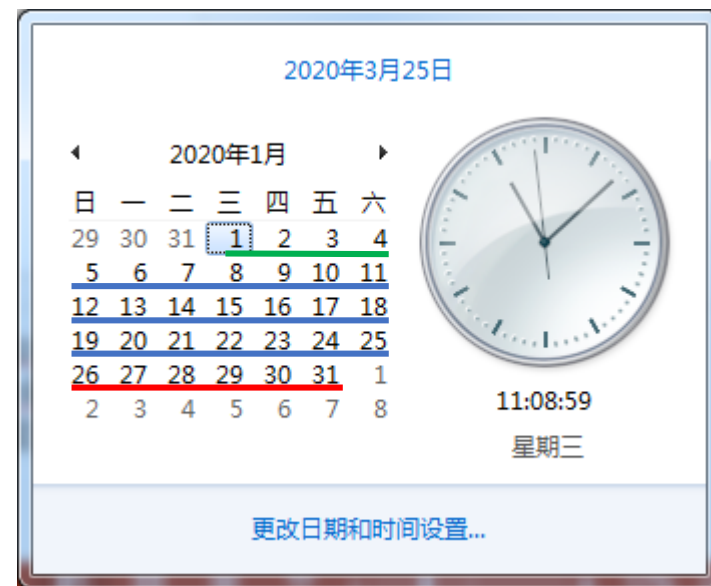 2020年3月25日
2020年1月
日 一 二 三 四 五 六
29 30 31 1 2 3 4
5 6 7 8 9 10 11
12 13 14 15 16 17 18
19 20 21 22 23 24 25
26 27 28 29 30 31 1
2 3 4 5 6 7 8
11:08:59
星期三
更改日期和时间设置...